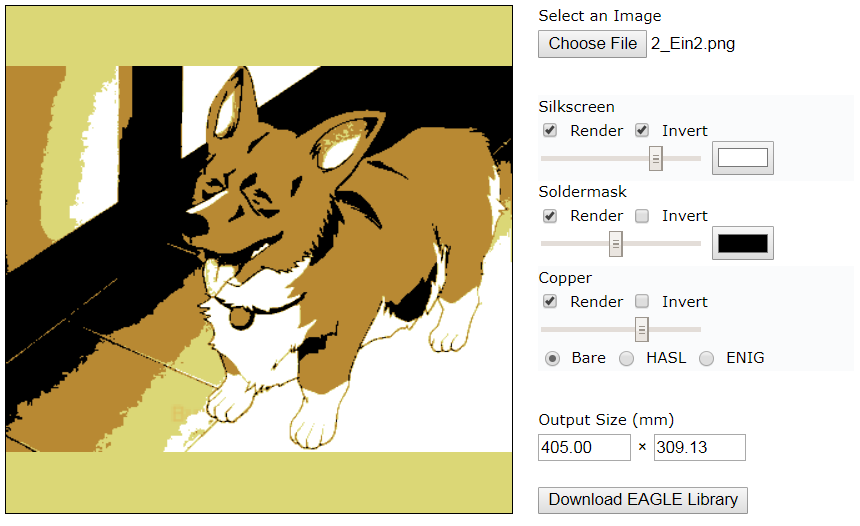 Select an Image
Choose File 2_Ein2.png
Silkscreen
Render Invert
Soldermask
Render Invert
Copper
Render Invert
Bare HASL ENIG
Output Size (mm)
405.00 × 309.13
Download EAGLE Library